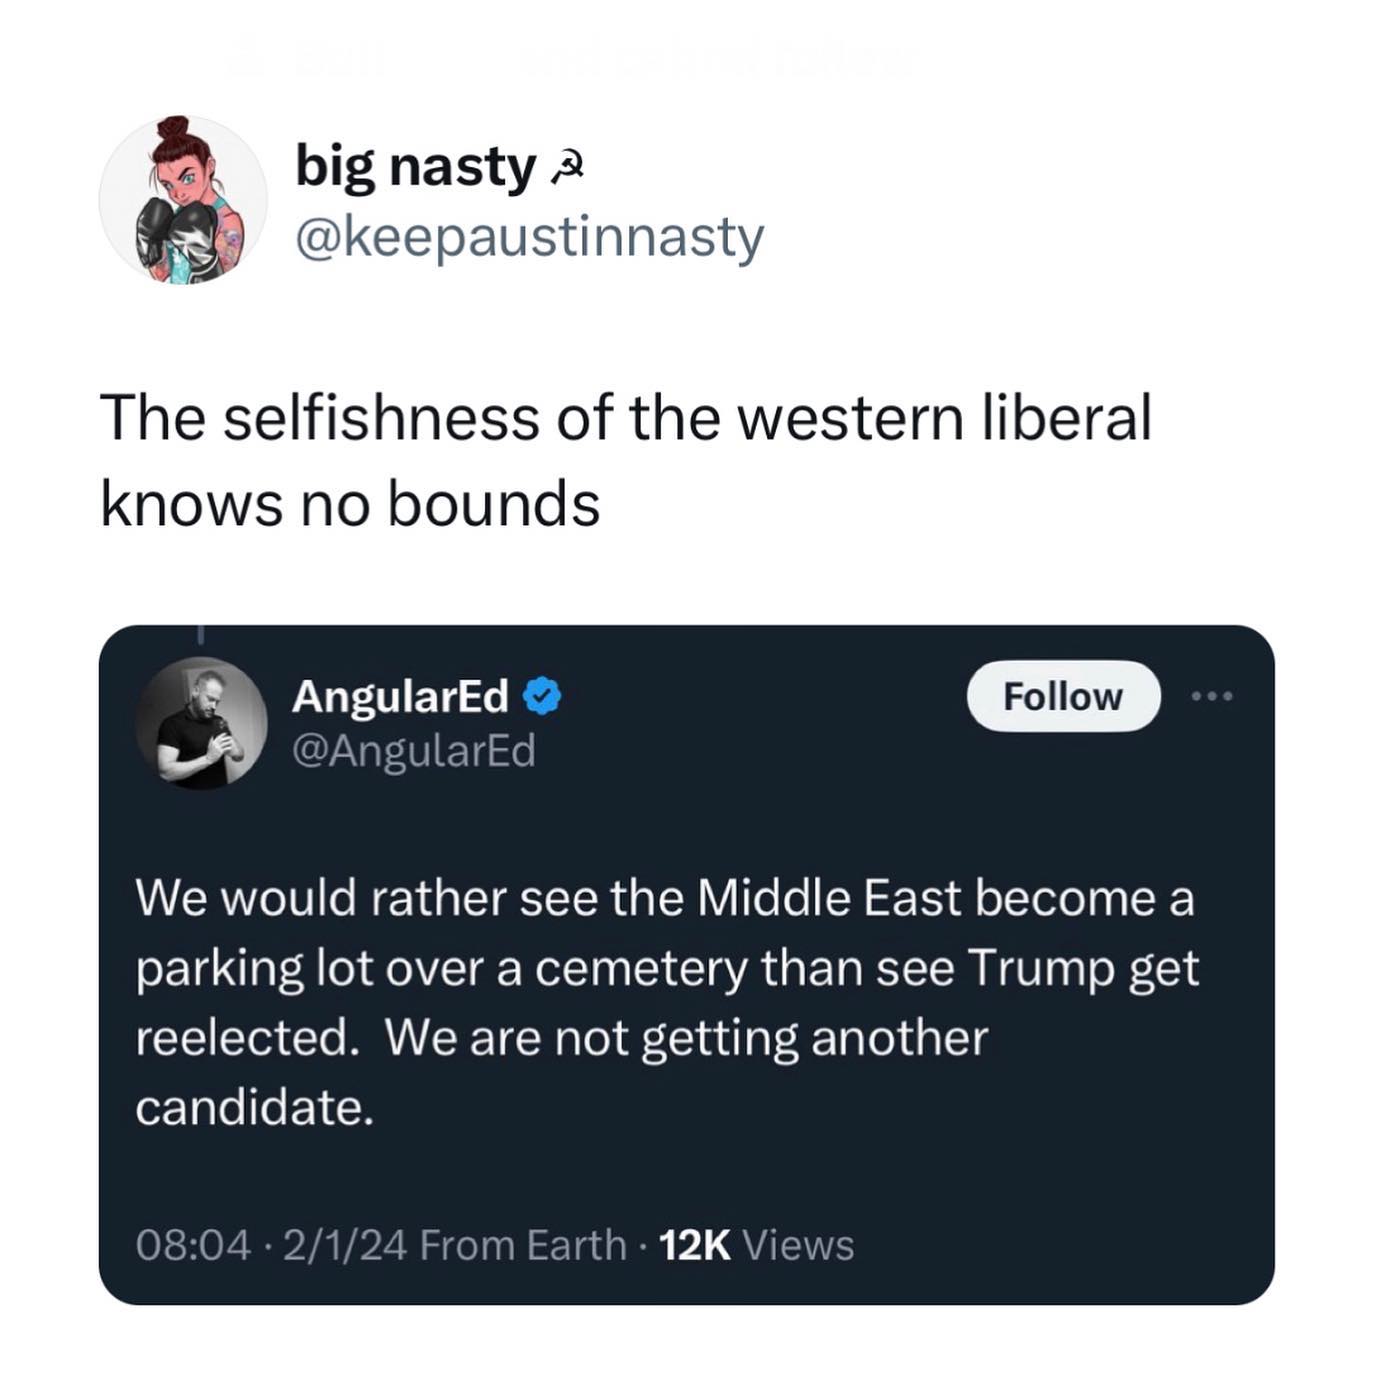 big nasty ☭
@keepaustinnasty
The selfishness of the western liberal
knows no bounds
AngularEd
@AngularEd
Follow
We would rather see the Middle East become a
parking lot over a cemetery than see Trump get
reelected.  We are not getting another
candidate.
08:04 · 2/1/24 From Earth · 12K Views